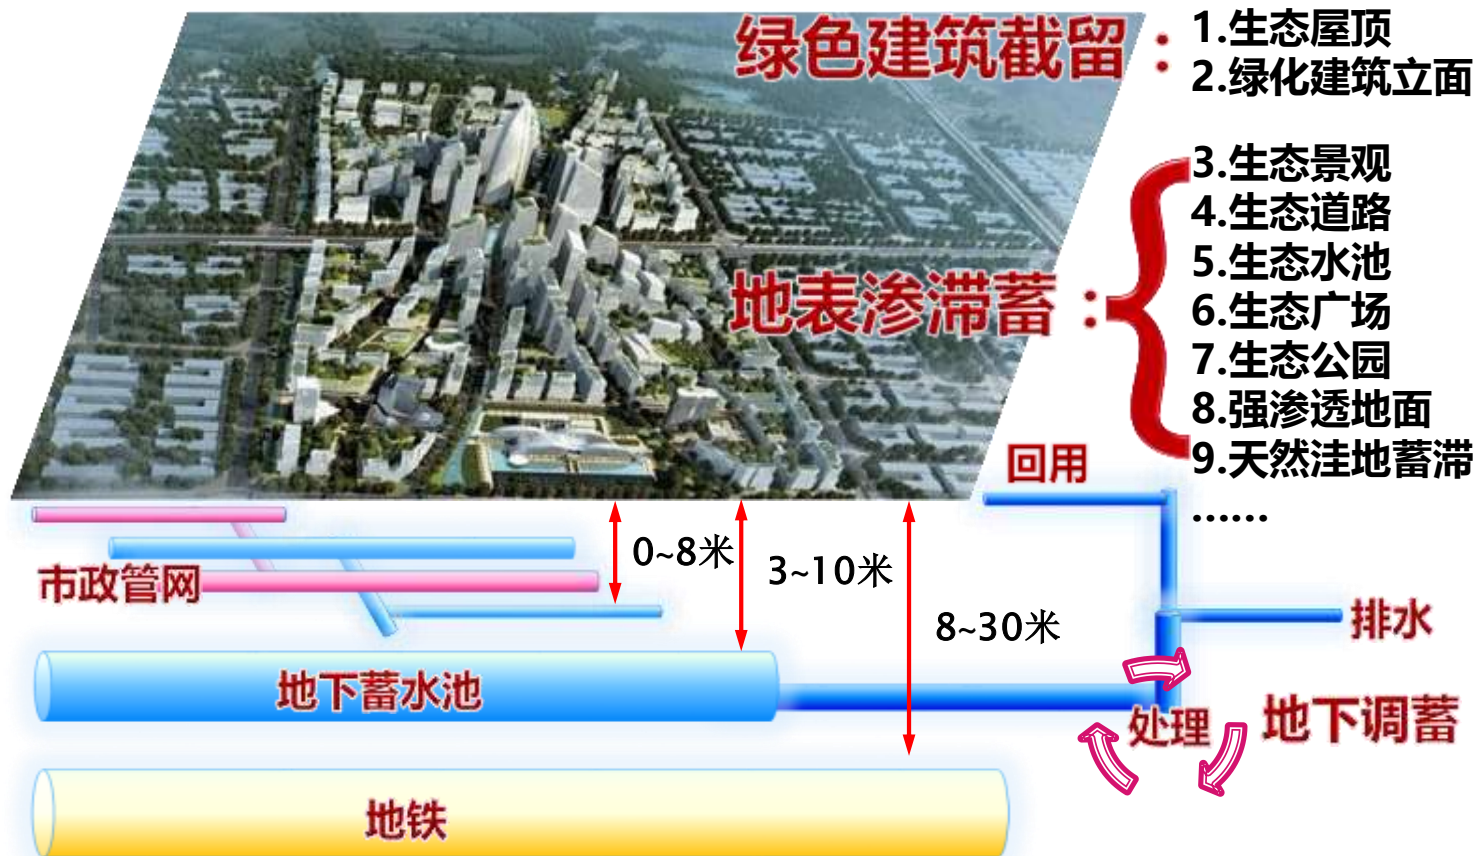 绿色建筑截留：
1.生态屋顶
2.绿化建筑立面
地表渗滞蓄：
3.生态景观
4.生态道路
5.生态水池
6.生态广场
7.生态公园
8.强渗透地面
9.天然洼地蓄滞
......
回用
市政管网
0~8米
3~10米
8~30米
排水
地下蓄水池
处理
地下调蓄
地铁